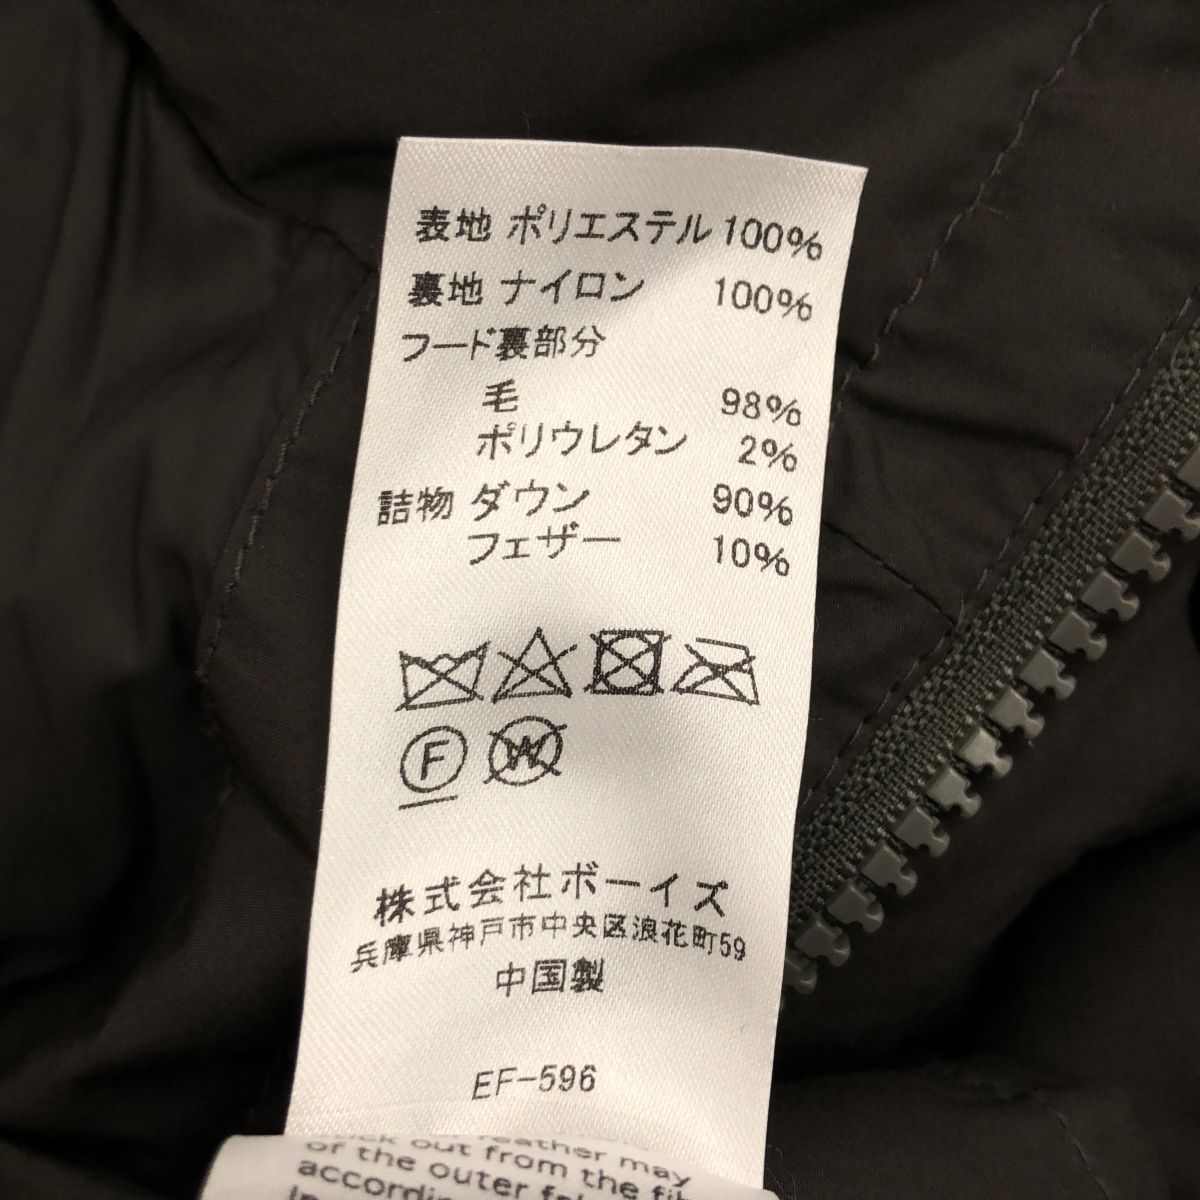 表地 ポリエステル 100%
裏地 ナイロン 100%
フード裏部分
毛 98%
ポリウレタン 2%
詰物 ダウン 90%
フェザー 10%
F
W
株式会社ボーイズ
兵庫県神戸市中央区浪花町59
中国製
EF-596
feather may
out from the fib
of the outer
accordin